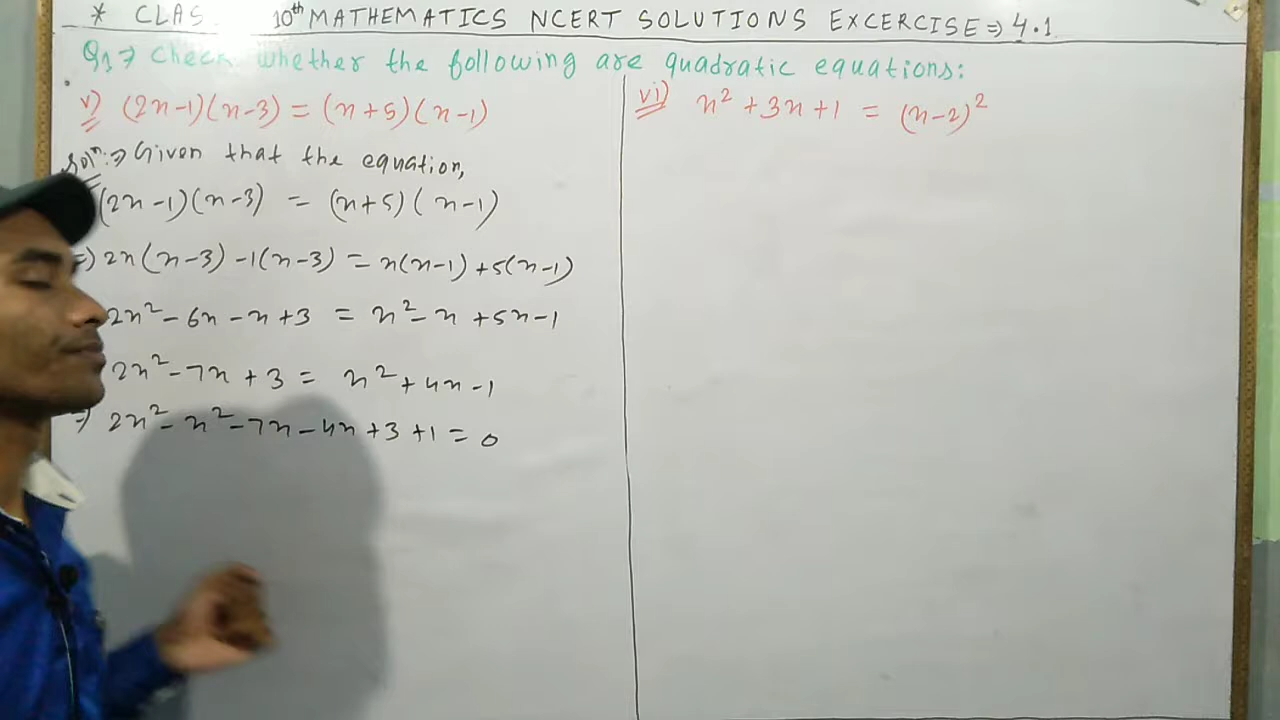 * CLAS 10th MATHEMATICS NCERT SOLUTIONS EXCERCISE ⇒ 4.1
Q1 ⇒ Check whether the following are quadratic equations:
v) (2x-1)(x-3) = (x+5)(x-1)
Soln: ⇒ Given that the equation,
(2x-1)(x-3) = (x+5)(x-1)
⇒) 2x(x-3) -1(x-3) = x(x-1) +5(x-1)
2x² - 6x - x + 3 = x² - x + 5x - 1
2x² - 7x + 3 = x² + 4x - 1
⇒ 2x² - x² - 7x - 4x + 3 + 1 = 0
vi) x² + 3x + 1 = (x-2)²